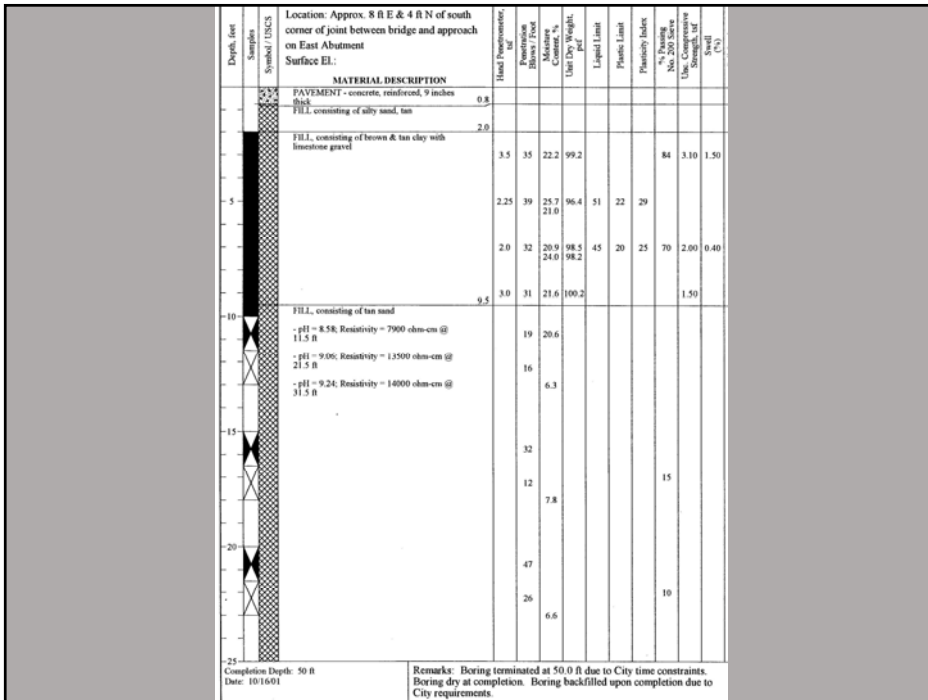 Depth, feet
Samples
Symbol / USCS
Location: Approx. 8 ft E & 4 ft N of south
corner of joint between bridge and approach
on East Abutment
Surface El.:
MATERIAL DESCRIPTION
Hand Penetrometer,
tsf
Penetration
Blows / Foot
Moisture
Content, %
Unit Dry Weight,
pcf
Liquid Limit
Plastic Limit
Plasticity Index
% Passing
No. 200 Sieve
Unc. Compressive
Strength, tsf
Swell
(%)
PAVEMENT - concrete, reinforced, 9 inches
thick 0.8
FILL consisting of silty sand, tan
2.0
FILL, consisting of brown & tan clay with
limestone gravel
3.5 35 22.2 99.2 84 3.10 1.50
5 2.25 39 25.7 96.4 51 22 29
21.0
2.0 32 20.9 98.5 45 20 25 70 2.00 0.40
24.0 98.2
9.5 3.0 31 21.6 100.2 1.50
10 FILL, consisting of tan sand
- pH = 8.58; Resistivity = 7900 ohm-cm @ 19 20.6
11.5 ft
- pH = 9.06; Resistivity = 13500 ohm-cm @
21.5 ft 16
- pH = 9.24; Resistivity = 14000 ohm-cm @ 6.3
31.5 ft
15
32
12 15
7.8
20
47
26 10
6.6
25
Completion Depth: 50 ft
Date: 10/16/01
Remarks: Boring terminated at 50.0 ft due to City time constraints.
Boring dry at completion. Boring backfilled upon completion due to
City requirements.